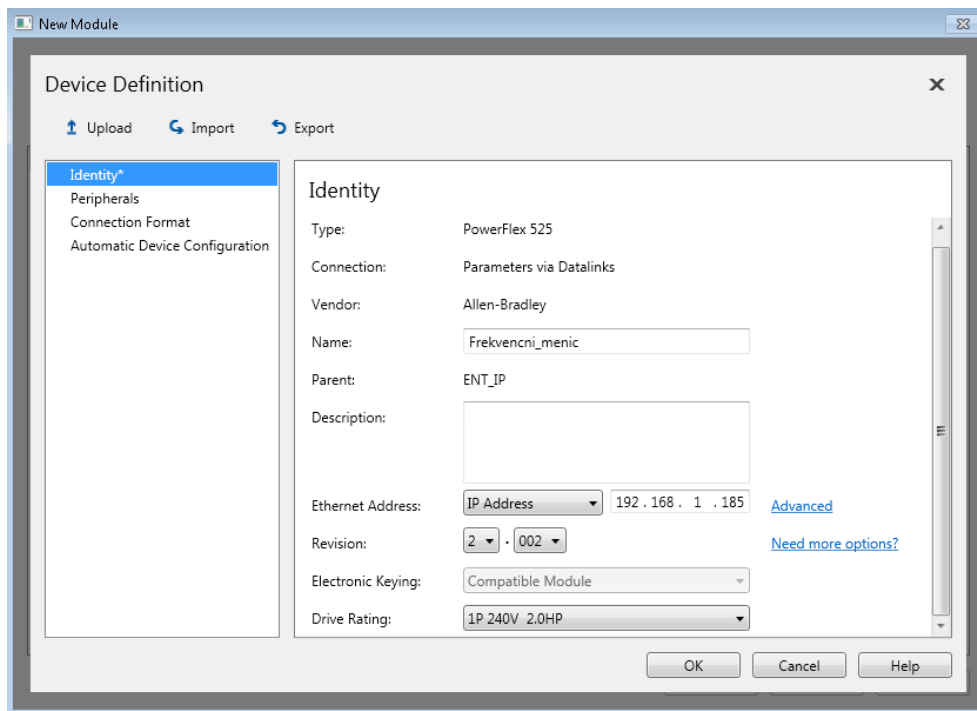 New Module
Device Definition
Upload Import Export
Identity*
Peripherals
Connection Format
Automatic Device Configuration
Identity
Type: PowerFlex 525
Connection: Parameters via Datalinks
Vendor: Allen-Bradley
Name: Frekvencni_menic
Parent: ENT_IP
Description:
Ethernet Address: IP Address 192 . 168 . 1 . 185 Advanced
Revision: 2 . 002 Need more options?
Electronic Keying: Compatible Module
Drive Rating: 1P 240V 2.0HP
OK Cancel Help